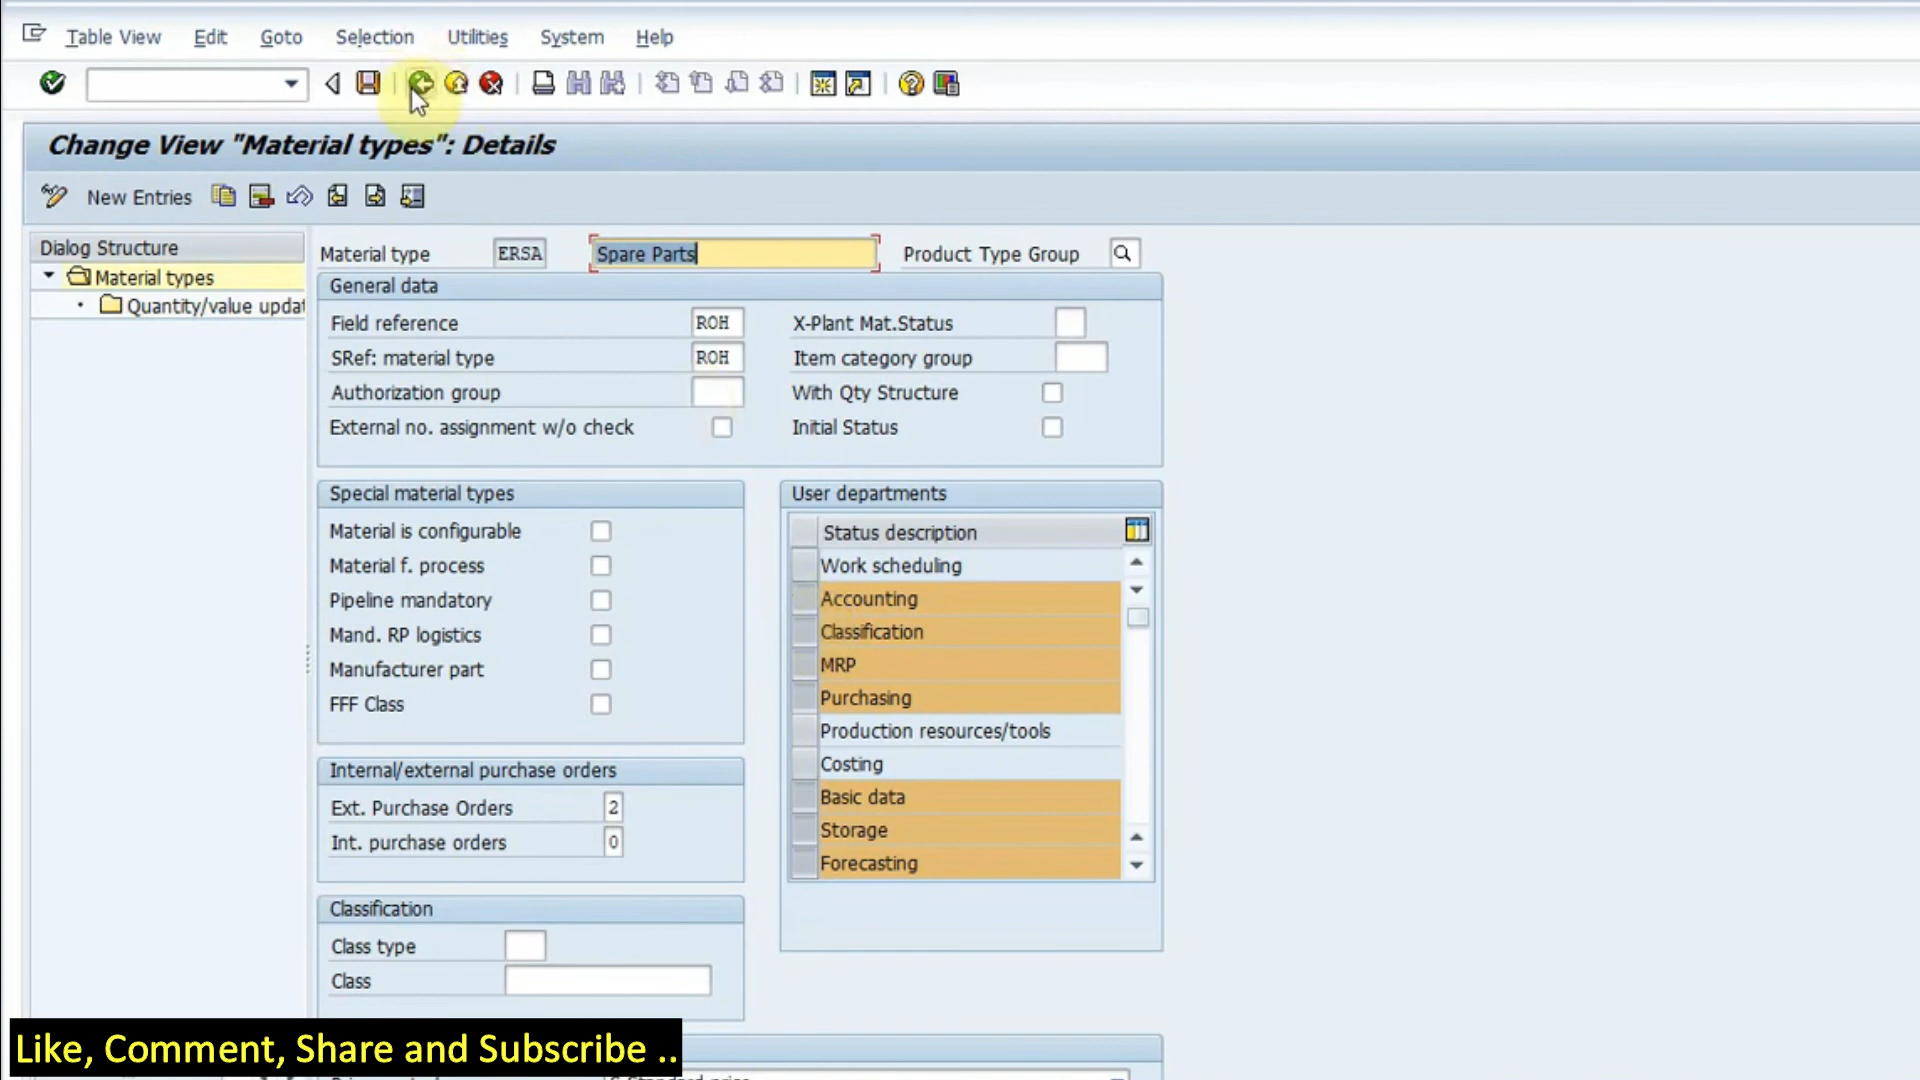 Table View Edit Goto Selection Utilities System Help
Change View "Material types": Details
New Entries
Dialog Structure
Material types
Quantity/value updat
Material type ERSA Spare Parts Product Type Group
General data
Field reference ROH X-Plant Mat.Status
SRef: material type ROH Item category group
Authorization group With Qty Structure
External no. assignment w/o check Initial Status
Special material types
Material is configurable
Material f. process
Pipeline mandatory
Mand. RP logistics
Manufacturer part
FFF Class
User departments
Status description
Work scheduling
Accounting
Classification
MRP
Purchasing
Production resources/tools
Costing
Basic data
Storage
Forecasting
Internal/external purchase orders
Ext. Purchase Orders 2
Int. purchase orders 0
Classification
Class type
Class
Like, Comment, Share and Subscribe ..